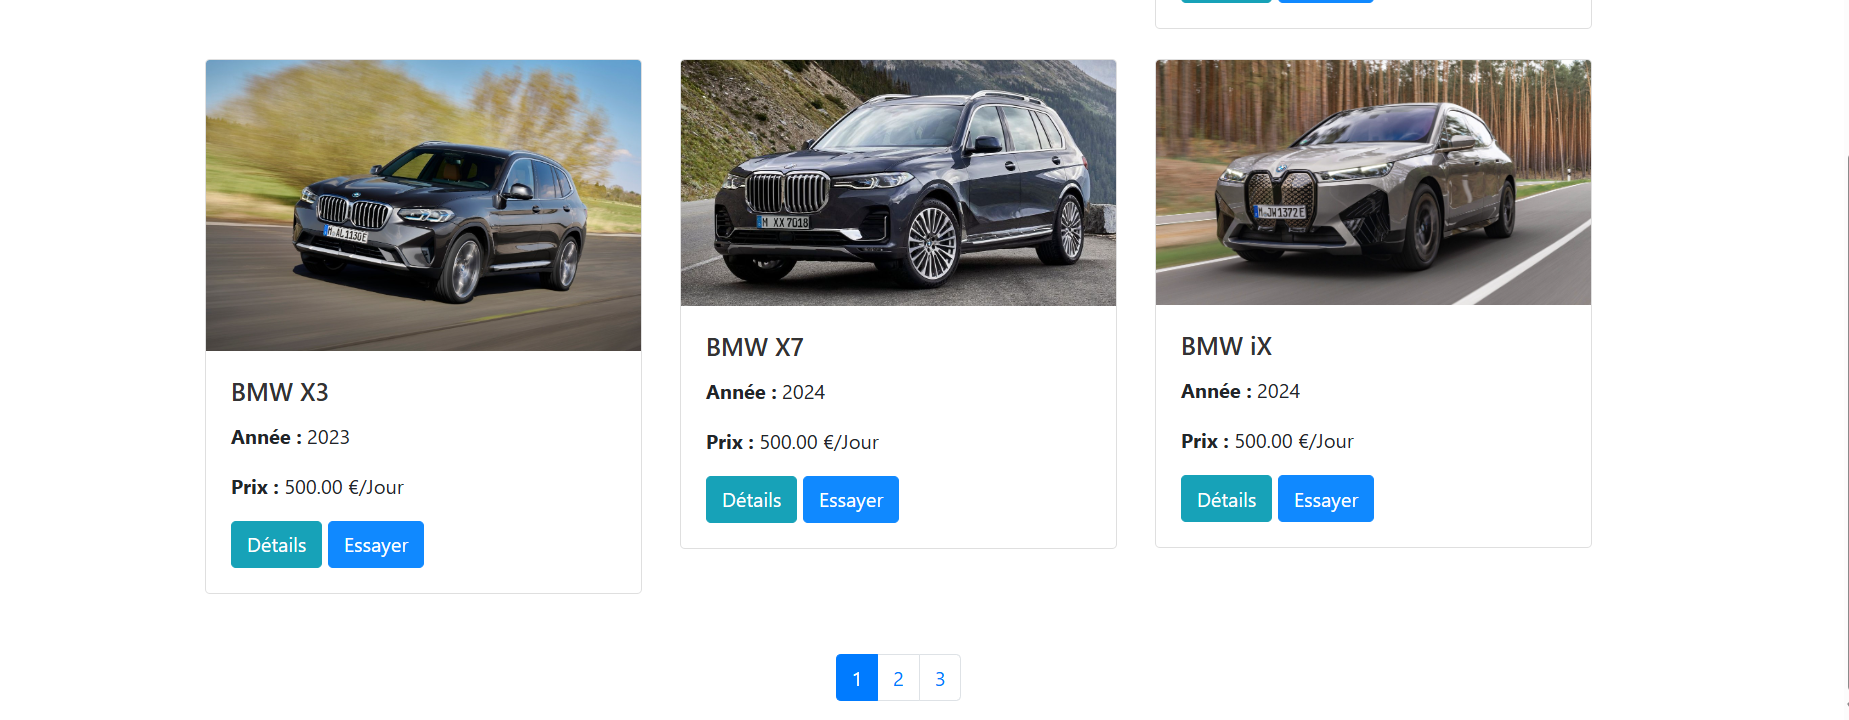 M AL 1130E
M XX 7018
M JW 1372 E
BMW X3
Année : 2023
Prix : 500.00 €/Jour
Détails Essayer
BMW X7
Année : 2024
Prix : 500.00 €/Jour
Détails Essayer
BMW iX
Année : 2024
Prix : 500.00 €/Jour
Détails Essayer
1 2 3